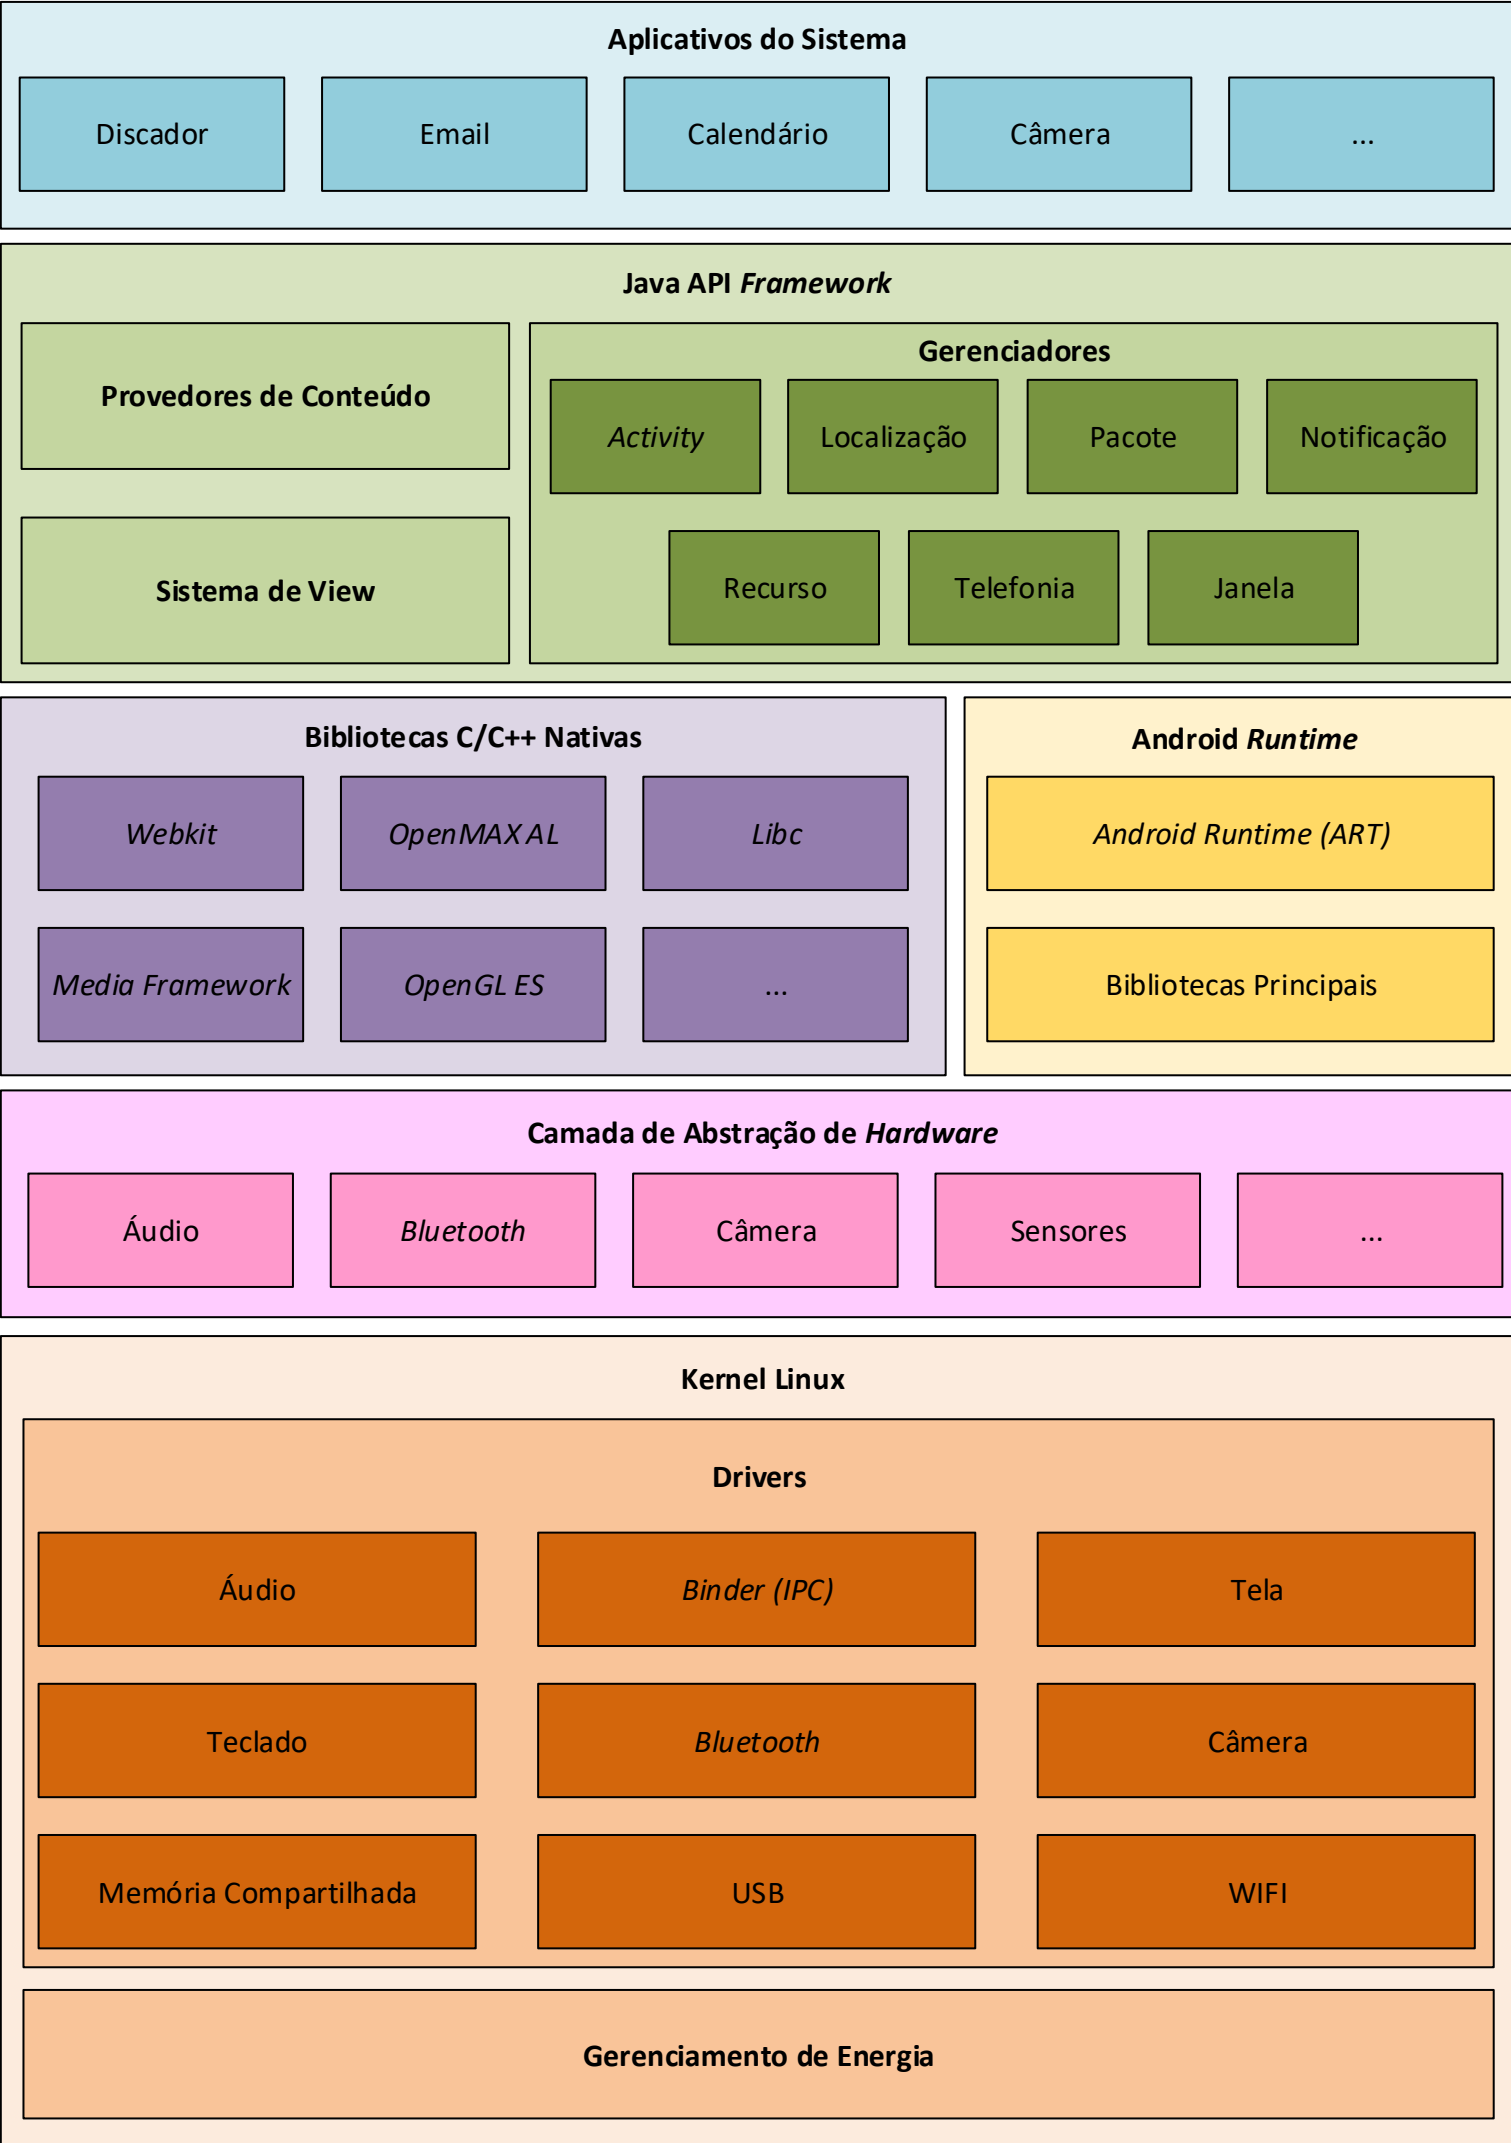 Aplicativos do Sistema
Discador
Email
Calendário
Câmera
...
Java API Framework
Provedores de Conteúdo
Sistema de View
Gerenciadores
Activity
Localização
Pacote
Notificação
Recurso
Telefonia
Janela
Bibliotecas C/C++ Nativas
Webkit
OpenMAX AL
Libc
Media Framework
OpenGL ES
...
Android Runtime
Android Runtime (ART)
Bibliotecas Principais
Camada de Abstração de Hardware
Áudio
Bluetooth
Câmera
Sensores
...
Kernel Linux
Drivers
Áudio
Binder (IPC)
Tela
Teclado
Bluetooth
Câmera
Memória Compartilhada
USB
WIFI
Gerenciamento de Energia